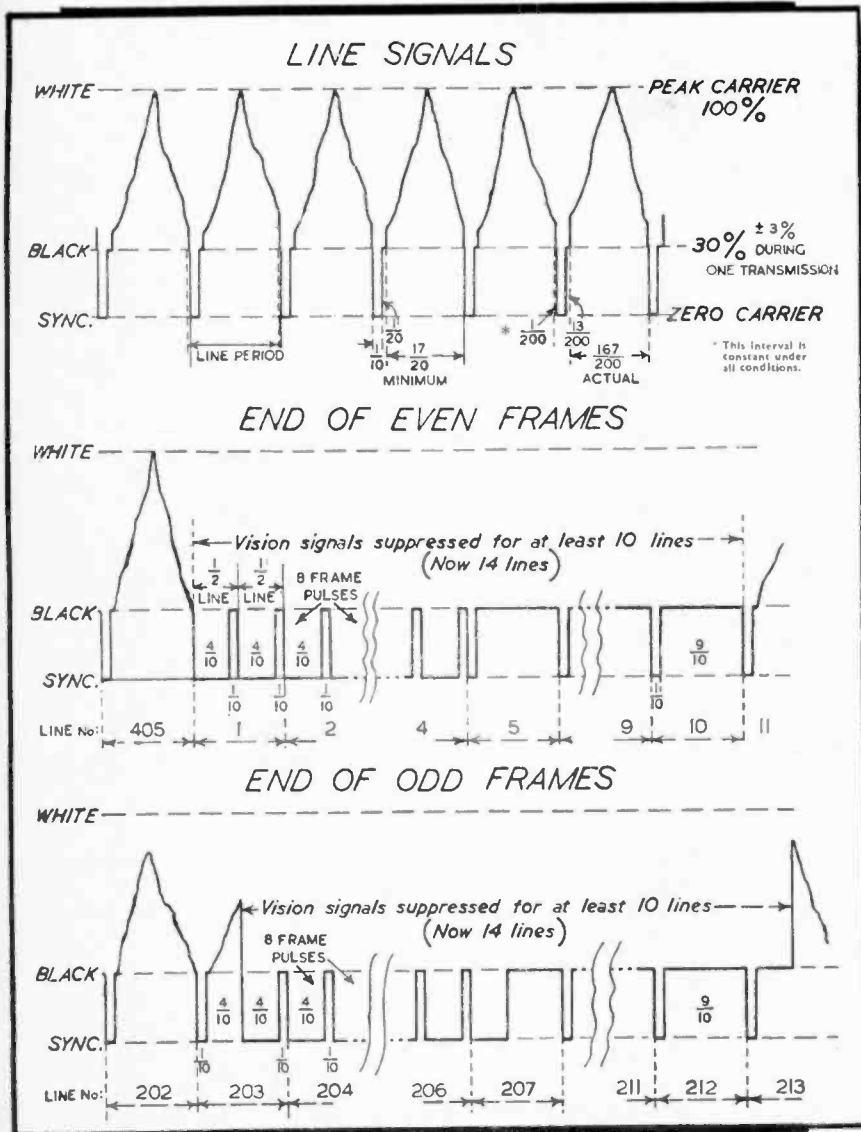 LINE SIGNALS
WHITE
PEAK CARRIER
100%
BLACK
30% ± 3%
DURING
ONE TRANSMISSION
SYNC.
ZERO CARRIER
LINE PERIOD
1/10
1/20
17/20
MINIMUM
* 1/200
13/200
167/200
ACTUAL
* This interval is
constant under
all conditions.
END OF EVEN FRAMES
WHITE
Vision signals suppressed for at least 10 lines
(Now 14 lines)
1/2 LINE
1/2 LINE
8 FRAME
PULSES
BLACK
4/10 4/10 4/10 9/10
SYNC.
1/10 1/10 1/10 1/10
LINE No: 405 1 2 4 5 9 10 11
END OF ODD FRAMES
WHITE
Vision signals suppressed for at least 10 lines
(Now 14 lines)
8 FRAME
PULSES
BLACK
4/10 4/10 4/10 9/10
SYNC.
1/10 1/10 1/10
LINE No: 202 203 204 206 207 211 212 213